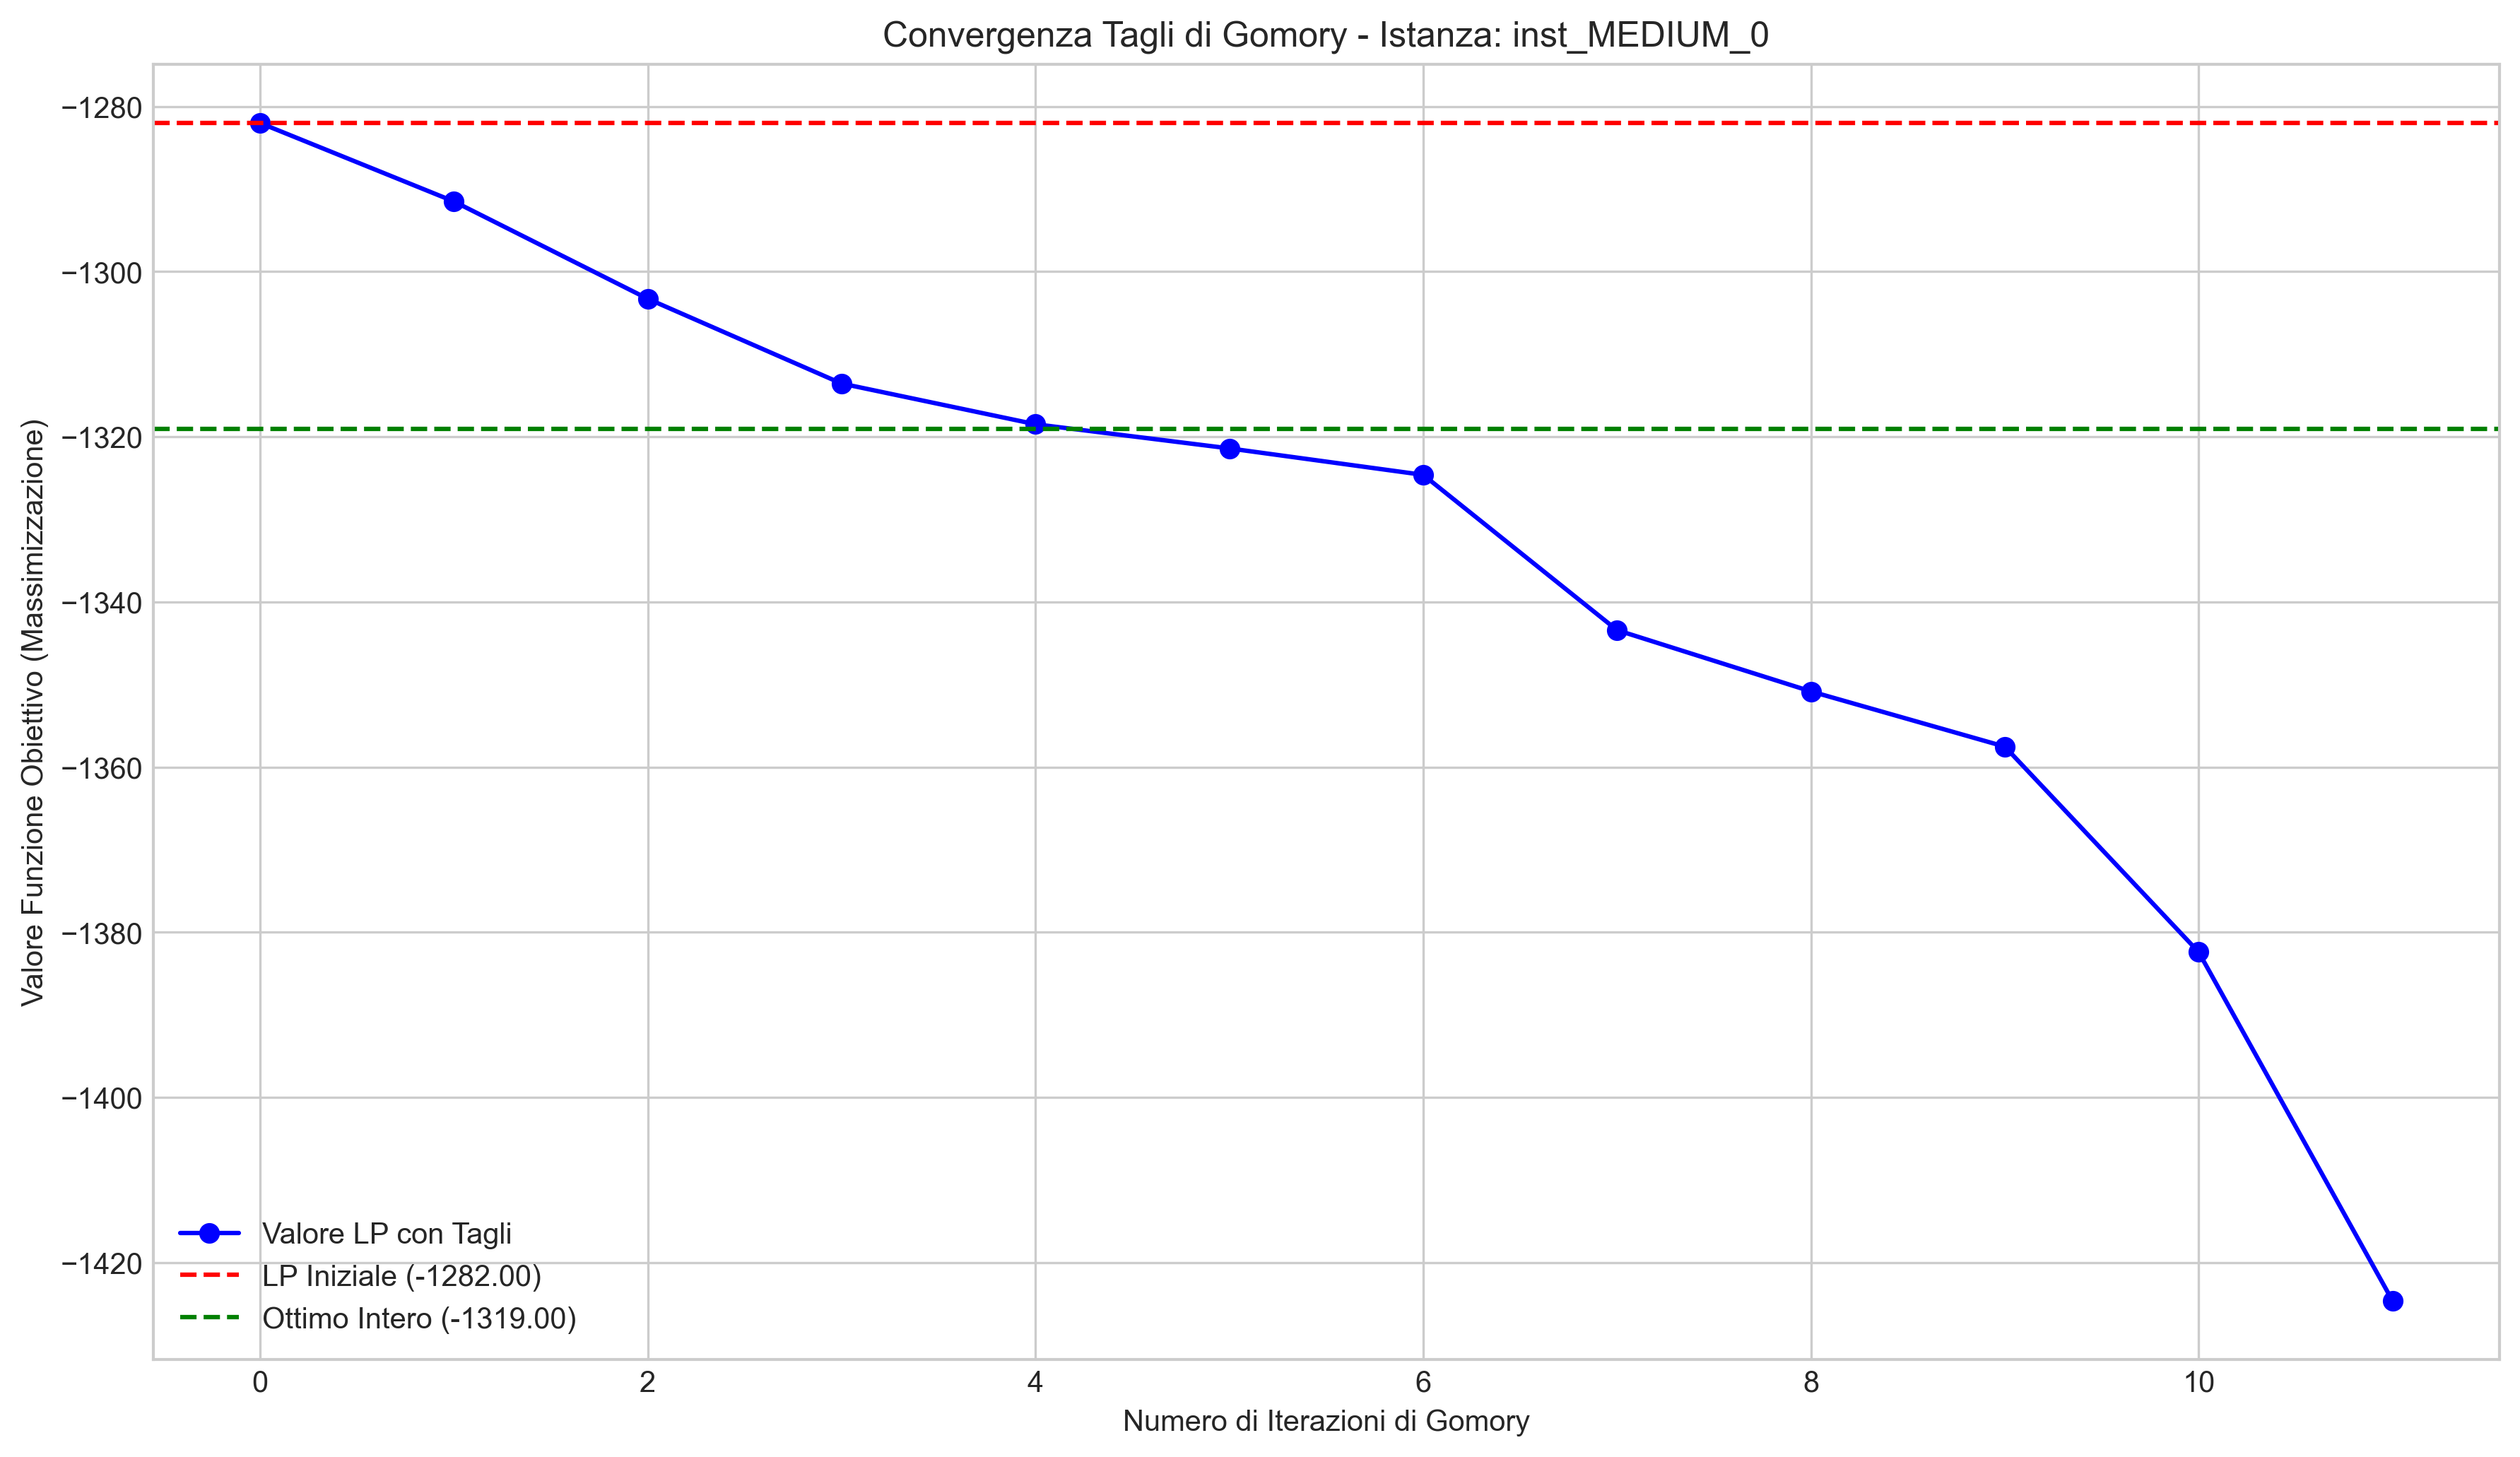 Convergenza Tagli di Gomory - Istanza: inst_MEDIUM_0
Valore Funzione Obiettivo (Massimizzazione)
−1280
−1300
−1320
−1340
−1360
−1380
−1400
−1420
Valore LP con Tagli
LP Iniziale (-1282.00)
Ottimo Intero (-1319.00)
0 2 4 6 8 10
Numero di Iterazioni di Gomory